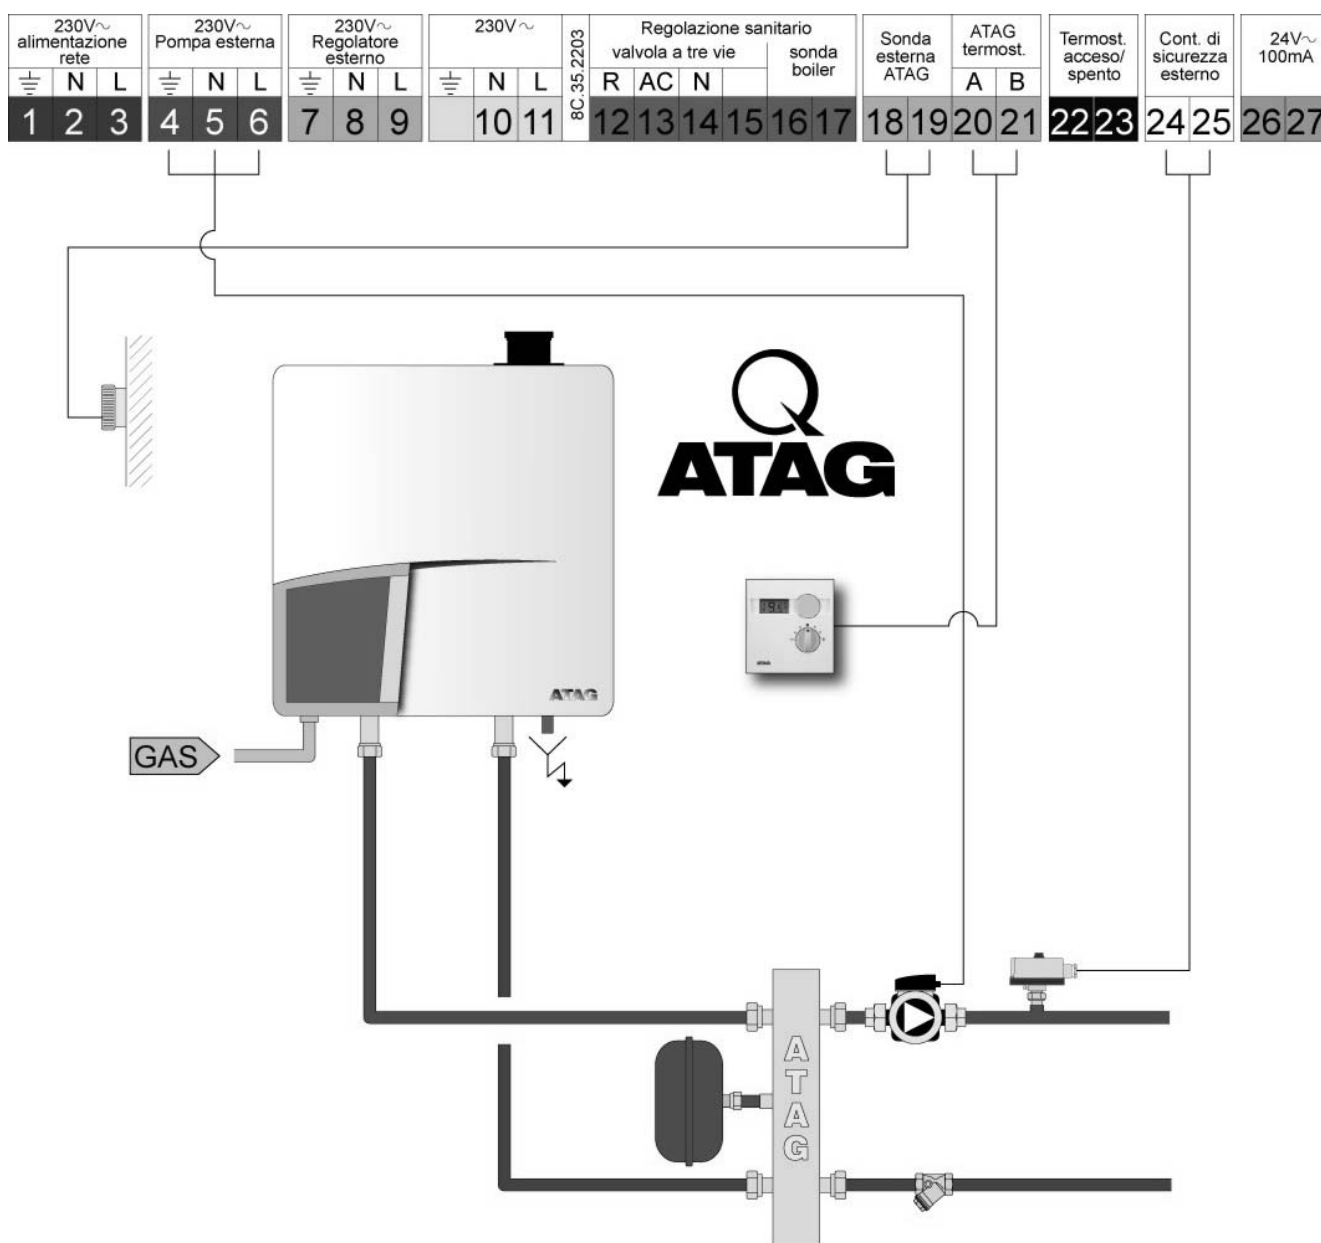 230V~
alimentazione
rete
⏚ N L
1 2 3
230V~
Pompa esterna
⏚ N L
4 5 6
230V~
Regolatore
esterno
⏚ N L
7 8 9
230V~
⏚ N L
10 11
8C.35.2203
Regolazione sanitario
valvola a tre vie
sonda
boiler
R AC N
12 13 14 15 16 17
Sonda
esterna
ATAG
18 19
ATAG
termost.
A B
20 21
Termost.
acceso/
spento
22 23
Cont. di
sicurezza
esterno
24 25
24V~
100mA
26 27
ATAG
ATAG
ATAG
GAS
ATAG